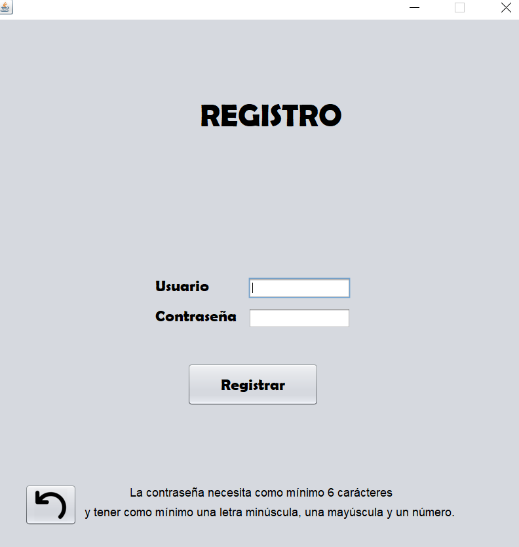 REGISTRO
Usuario
Contraseña
Registrar
La contraseña necesita como mínimo 6 carácteres
y tener como mínimo una letra minúscula, una mayúscula y un número.